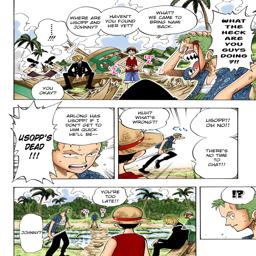 WHERE ARE
USOPP AND
JOHNNY?
HAVEN'T
YOU FOUND
HER YET?
WHAT?
WE CAME TO
BRING NAMI
BACK.
WHAT
THE HECK
ARE YOU
GUYS
DOING
?!!
YOU
OKAY?
ARLONG HAS
USOPP!! IF I
DON'T GET TO
HIM QUICK
HE'LL BE--
HUH?
WHAT'S
WRONG?!
USOPP?!
OH NO!!
THERE'S
NO TIME
TO CHAT!!
USOPP'S
DEAD
!!!
YOU'RE
TOO
LATE!!
!?
JOHNNY!!